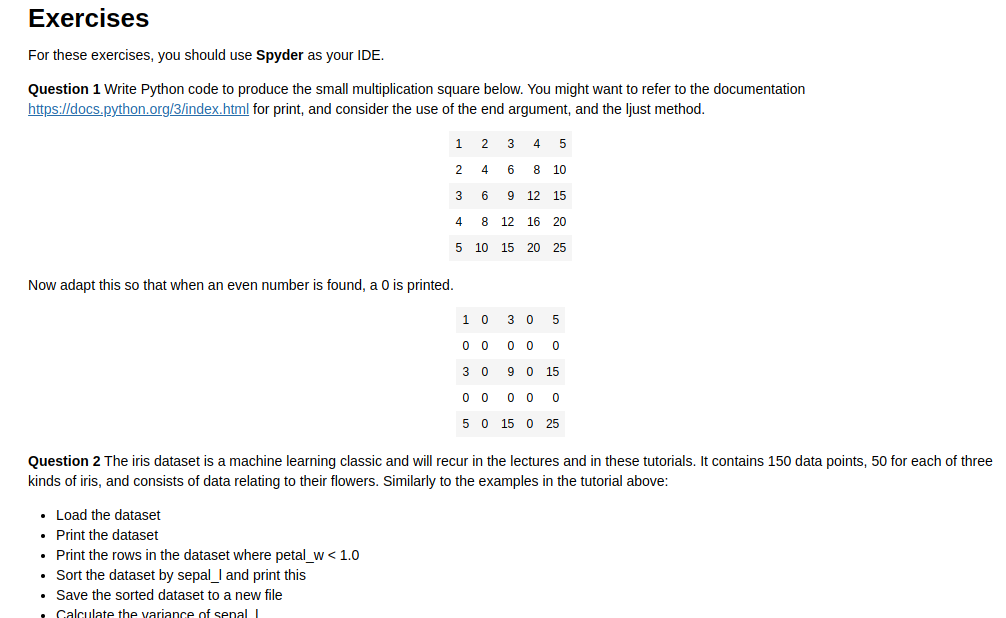 Exercises
For these exercises, you should use Spyder as your IDE.
Question 1 Write Python code to produce the small multiplication square below. You might want to refer to the documentation
https://docs.python.org/3/index.html for print, and consider the use of the end argument, and the ljust method.
1 2 3 4 5
2 4 6 8 10
3 6 9 12 15
4 8 12 16 20
5 10 15 20 25
Now adapt this so that when an even number is found, a 0 is printed.
1 0 3 0 5
0 0 0 0 0
3 0 9 0 15
0 0 0 0 0
5 0 15 0 25
Question 2 The iris dataset is a machine learning classic and will recur in the lectures and in these tutorials. It contains 150 data points, 50 for each of three
kinds of iris, and consists of data relating to their flowers. Similarly to the examples in the tutorial above:
• Load the dataset
• Print the dataset
• Print the rows in the dataset where petal_w < 1.0
• Sort the dataset by sepal_l and print this
• Save the sorted dataset to a new file
• Calculate the variance of sepal_l